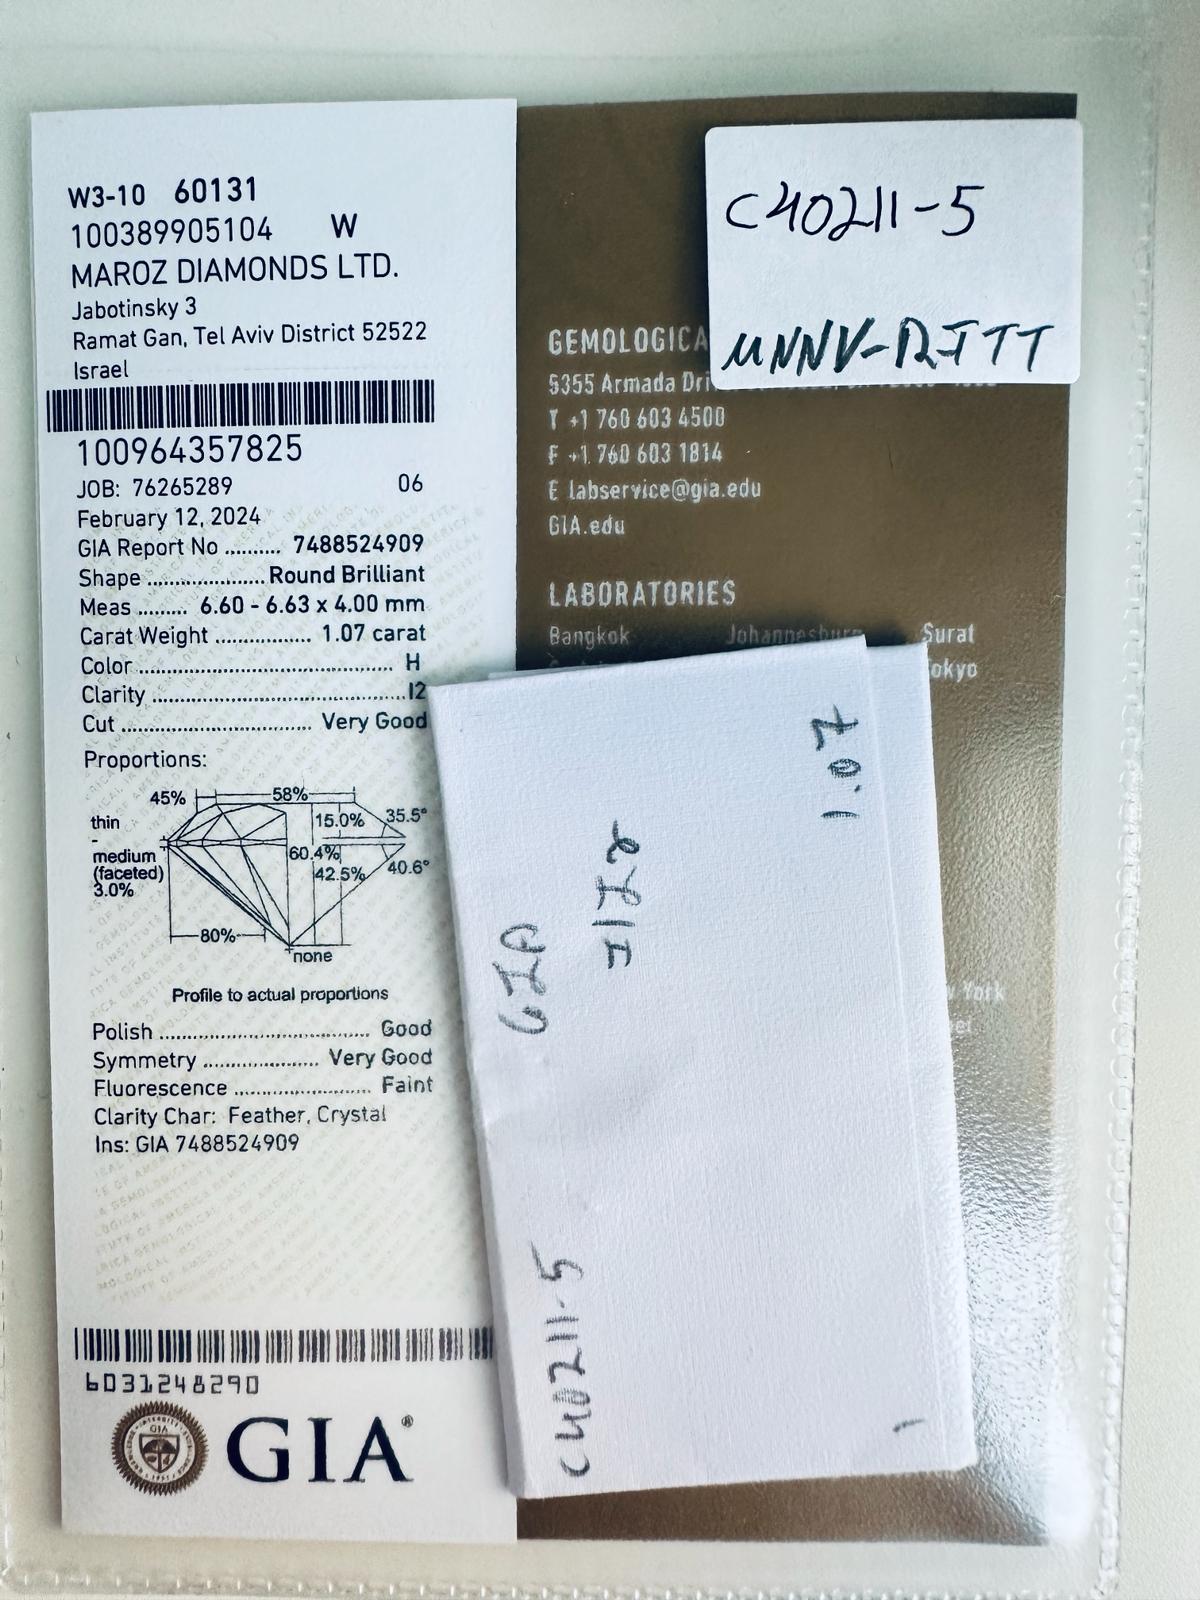 W3-10 60131
100389905104 W
MAROZ DIAMONDS LTD.
Jabotinsky 3
Ramat Gan, Tel Aviv District 52522
Israel
100964357825
JOB: 76265289 06
February 12, 2024
GIA Report No .......... 7488524909
Shape ..................... Round Brilliant
Meas ......... 6.60 - 6.63 x 4.00 mm
Carat Weight ................ 1.07 carat
Color .......................................... H
Clarity ..........................................I2
Cut ............................... Very Good
Proportions:
45% 58%
thin 15.0% 35.5°
-
medium 60.4%
(faceted) 42.5% 40.6°
3.0%
80%
none
Profile to actual proportions
Polish .................................. Good
Symmetry .................... Very Good
Fluorescence ....................... Faint
Clarity Char: Feather, Crystal
Ins: GIA 7488524909
6031248290
GIA®
C40211-5
GEMOLOGICA
5355 Armada Dri
T +1 760 603 4500
F +1 760 603 1814
E labservice@gia.edu
GIA.edu
LABORATORIES
Bangkok Johannesburg Surat
okyo
York
1.07
GIA
C40211-5